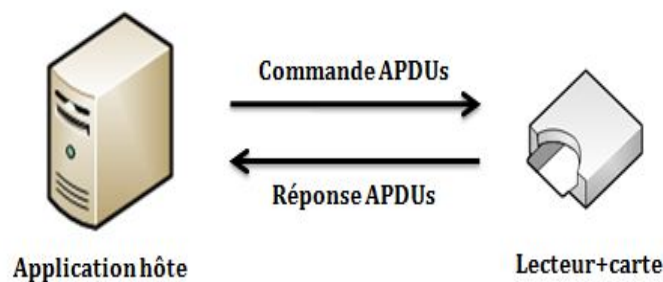 Commande APDUs
Réponse APDUs
Application hôte
Lecteur+carte